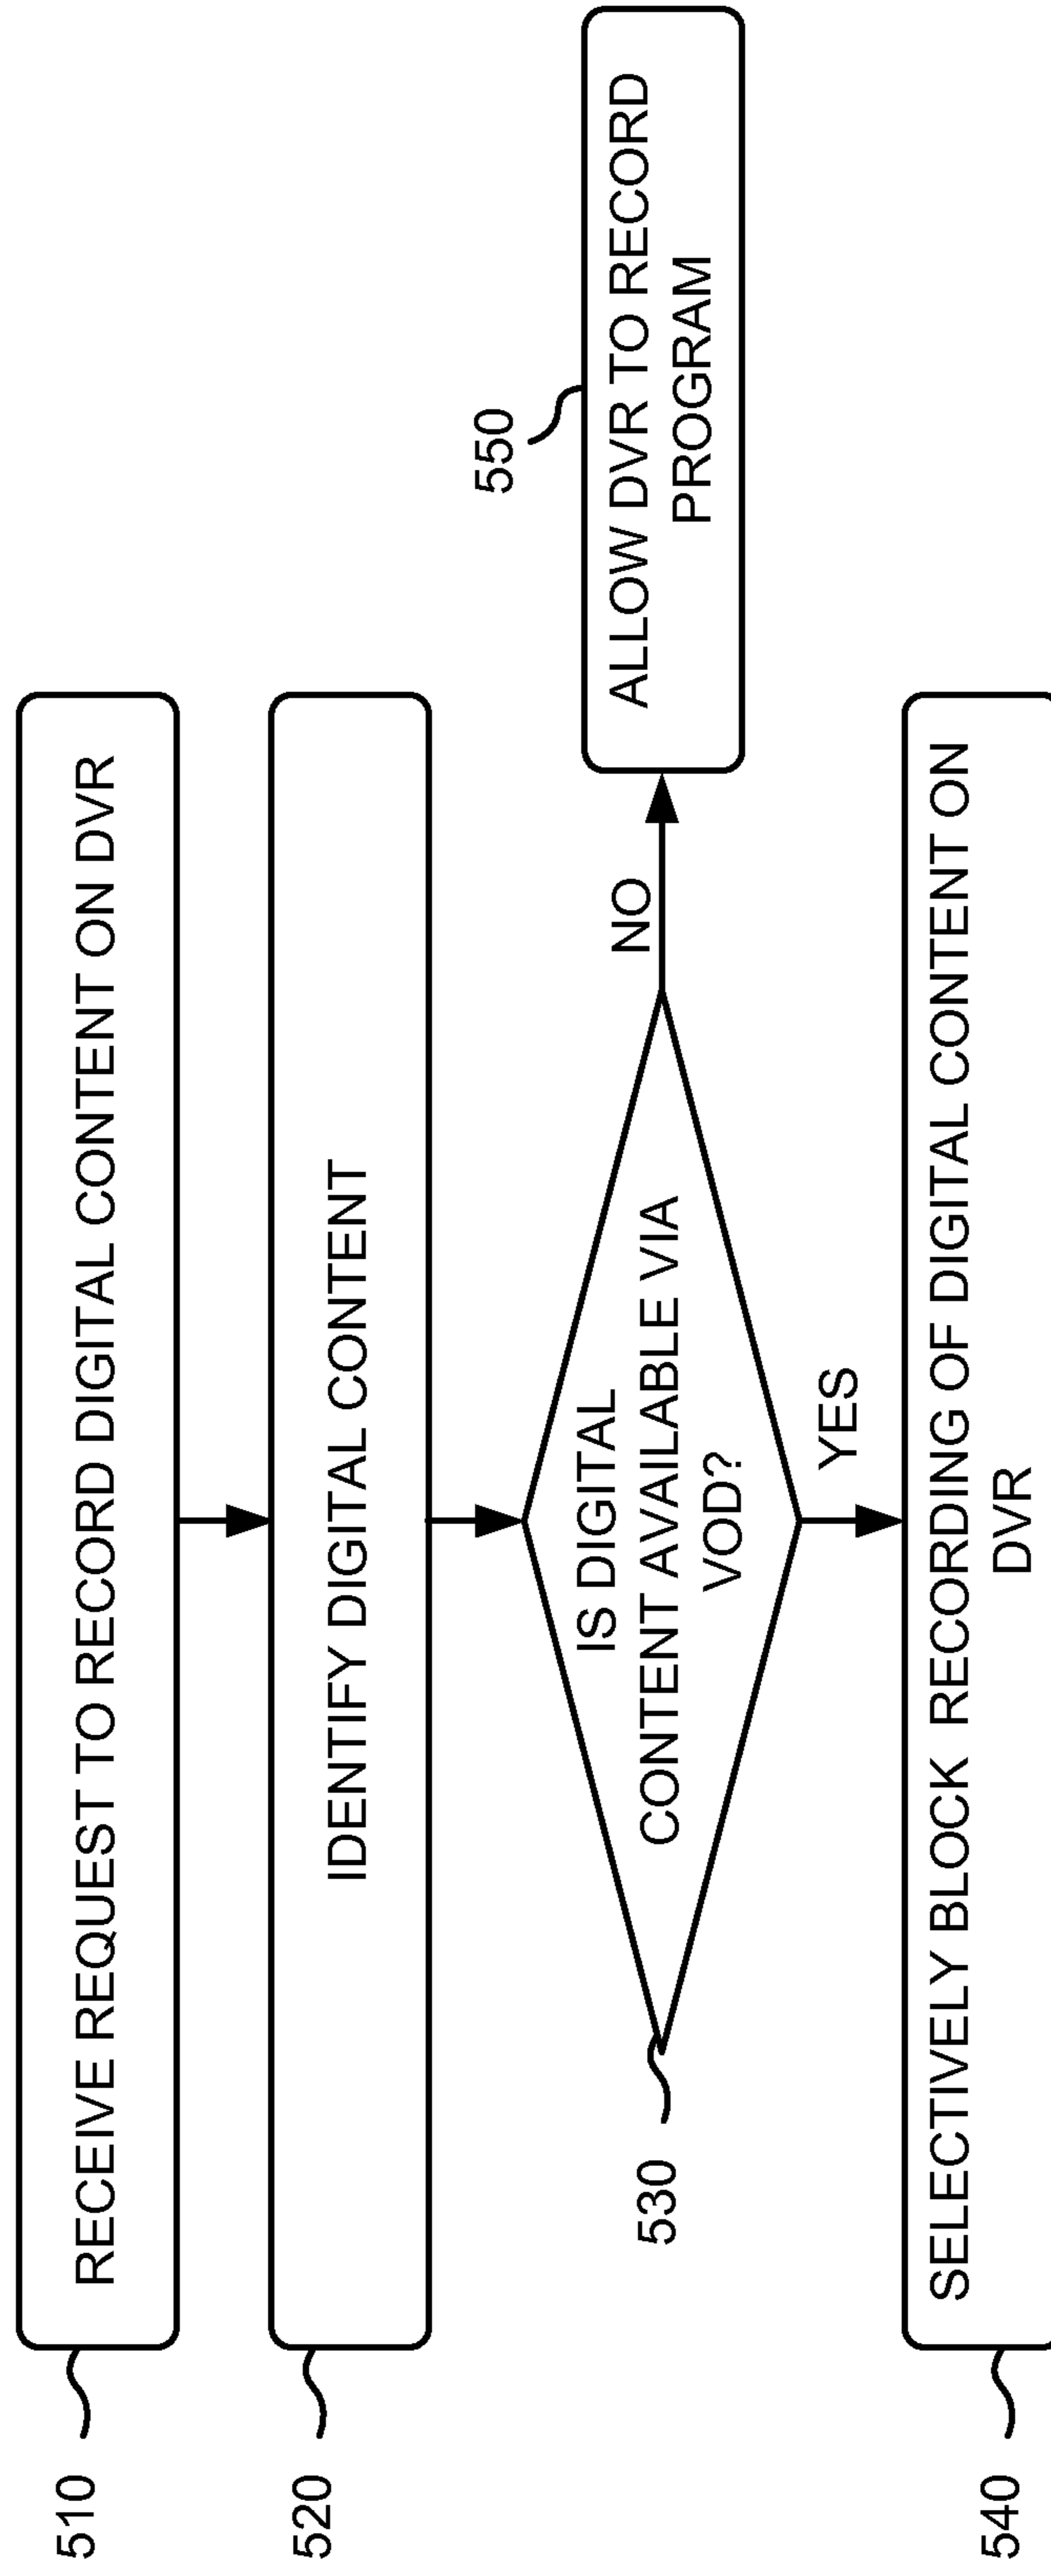 510
RECEIVE REQUEST TO RECORD DIGITAL CONTENT ON DVR
520
IDENTIFY DIGITAL CONTENT
530
IS DIGITAL
CONTENT AVAILABLE VIA
VOD?
NO
550
ALLOW DVR TO RECORD
PROGRAM
YES
540
SELECTIVELY BLOCK RECORDING OF DIGITAL CONTENT ON
DVR